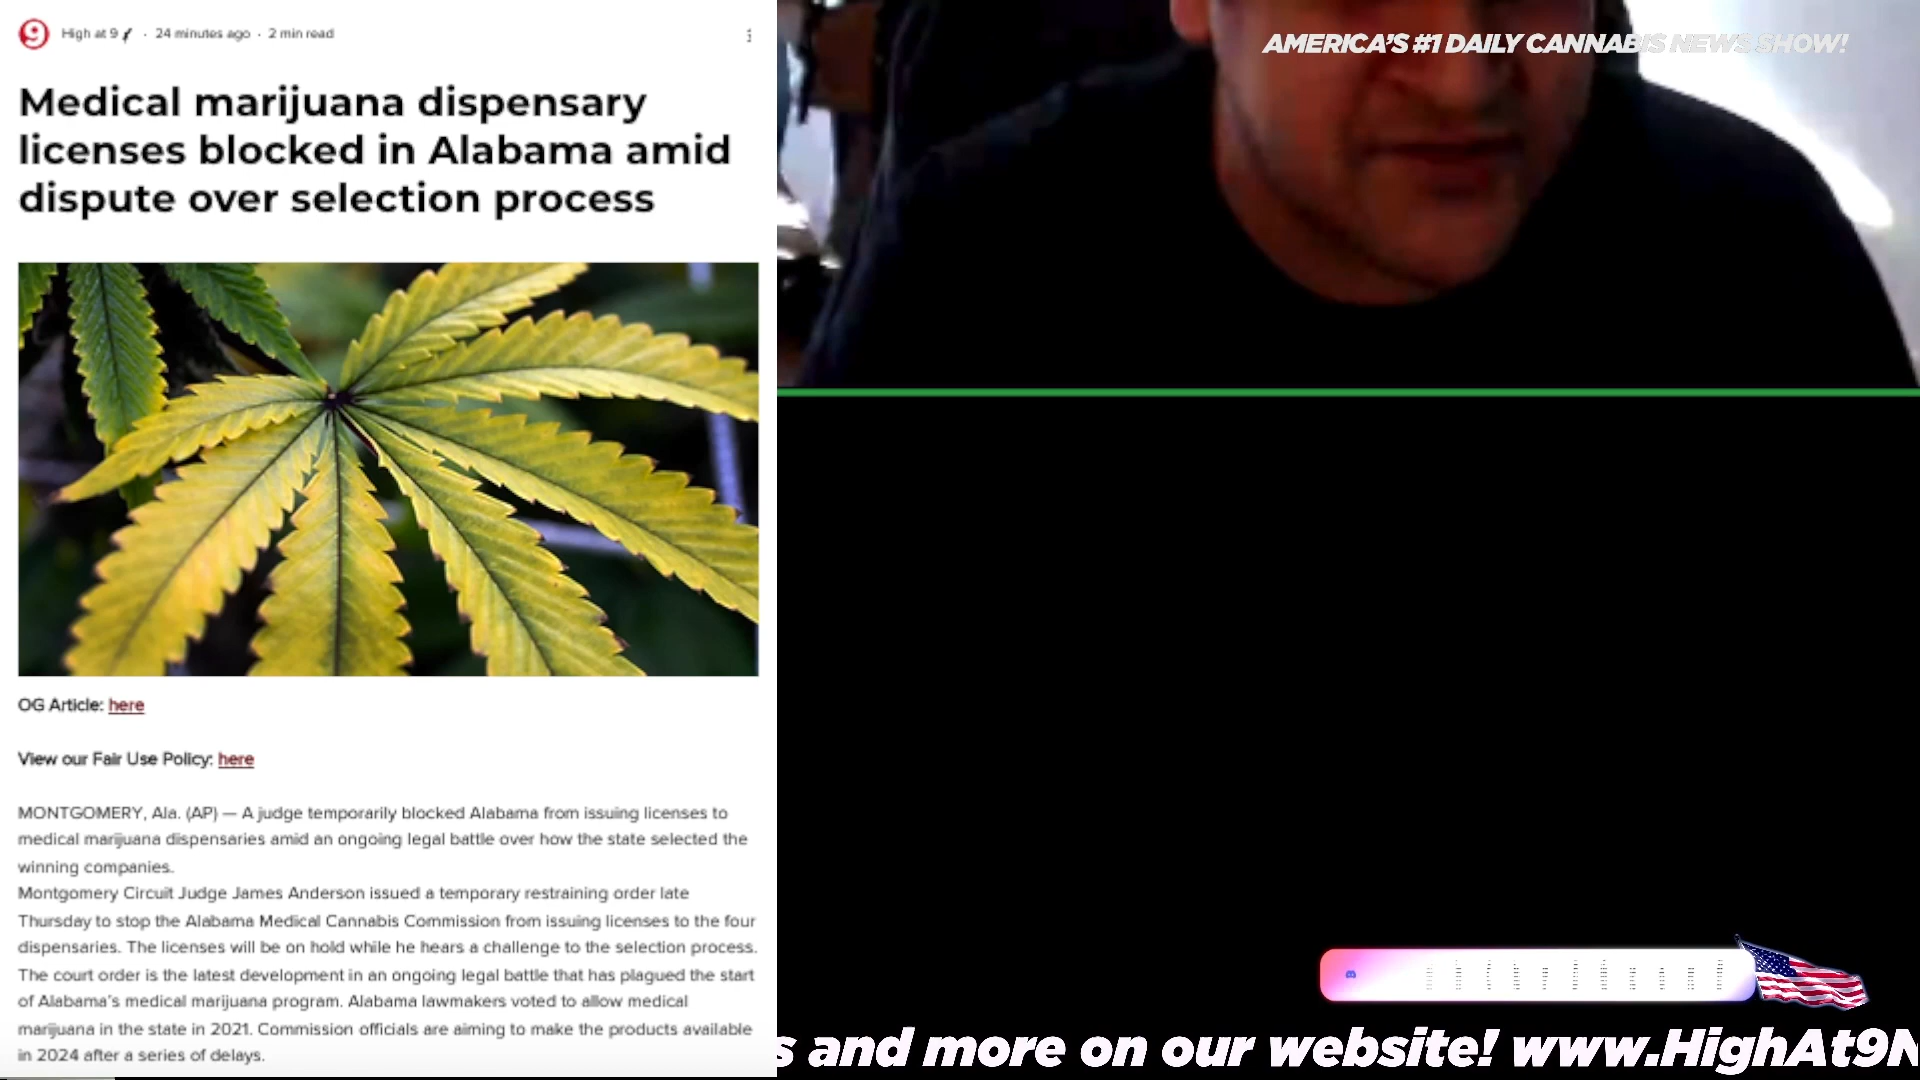 9
High at 9 · 24 minutes ago · 2 min read
Medical marijuana dispensary
licenses blocked in Alabama amid
dispute over selection process
OG Article: here
View our Fair Use Policy: here
MONTGOMERY, Ala. (AP) — A judge temporarily blocked Alabama from issuing licenses to
medical marijuana dispensaries amid an ongoing legal battle over how the state selected the
winning companies.
Montgomery Circuit Judge James Anderson issued a temporary restraining order late
Thursday to stop the Alabama Medical Cannabis Commission from issuing licenses to the four
dispensaries. The licenses will be on hold while he hears a challenge to the selection process.
The court order is the latest development in an ongoing legal battle that has plagued the start
of Alabama's medical marijuana program. Alabama lawmakers voted to allow medical
marijuana in the state in 2021. Commission officials are aiming to make the products available
in 2024 after a series of delays.
AMERICA'S #1 DAILY CANNABIS NEWS SHOW!
s and more on our website! www.HighAt9N